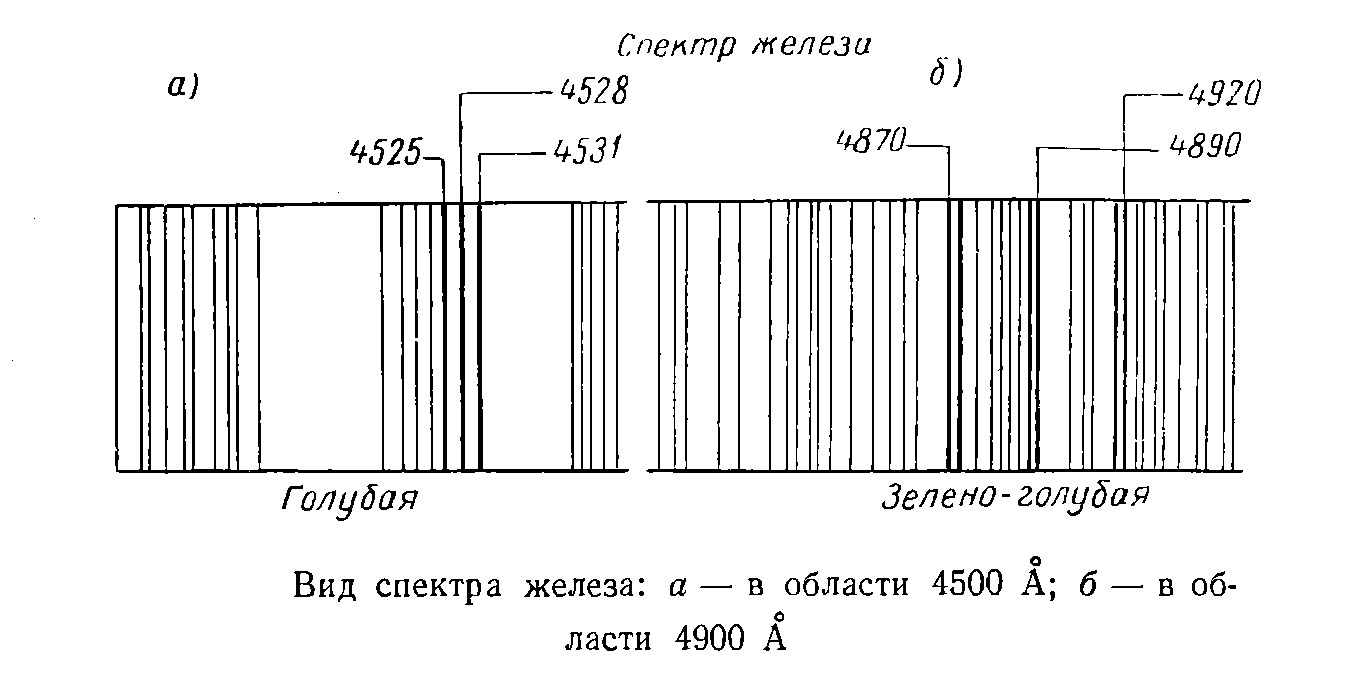 Спектр железа
а)
б)
4528
4920
4525
4531
4870
4890
Голубая
Зелено-голубая
Вид спектра железа: а — в области 4500 Å; б — в об-
ласти 4900 Å